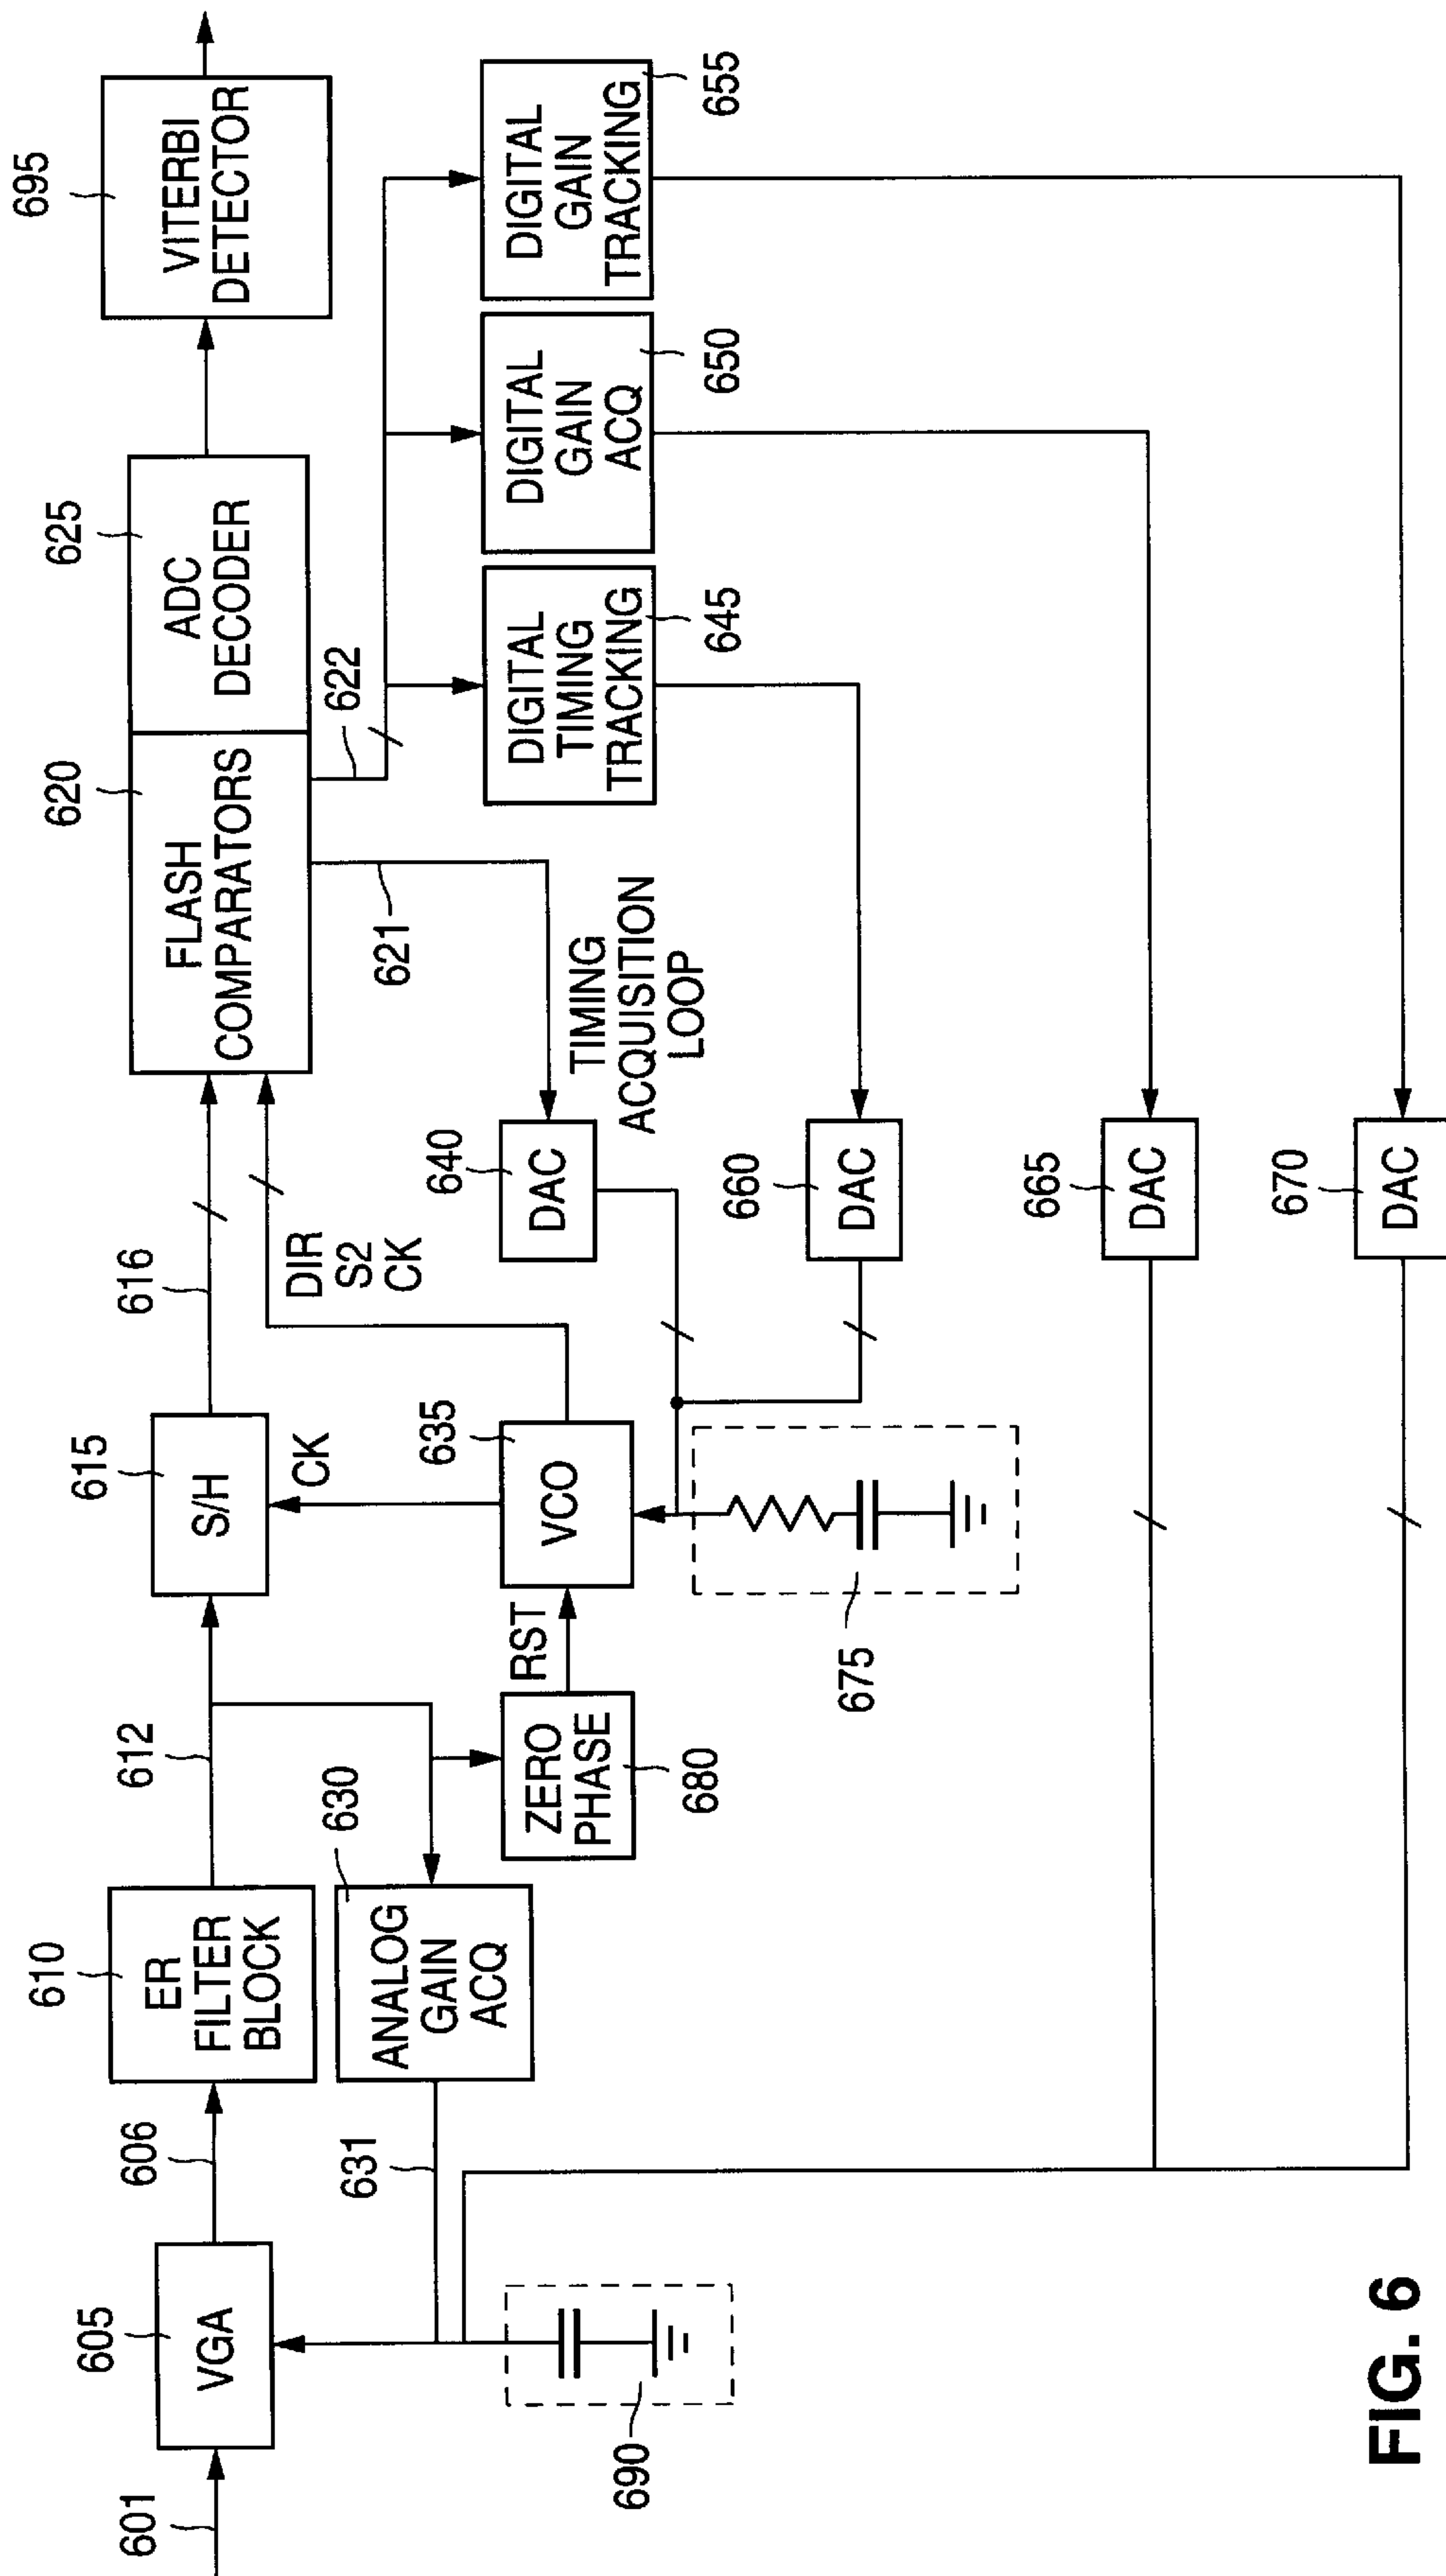 601
605
VGA
606
610
ER
FILTER
BLOCK
612
615
S/H
616
620
FLASH
COMPARATORS
625
ADC
DECODER
695
VITERBI
DETECTOR
690
631
630
ANALOG
GAIN
ACQ
ZERO
PHASE
680
RST
CK
635
VCO
675
DIR
S2
CK
640
DAC
621
TIMING
ACQUISITION
LOOP
622
DIGITAL
TIMING
TRACKING
645
DIGITAL
GAIN
ACQ
650
DIGITAL
GAIN
TRACKING
655
660
DAC
665
DAC
670
DAC
FIG. 6